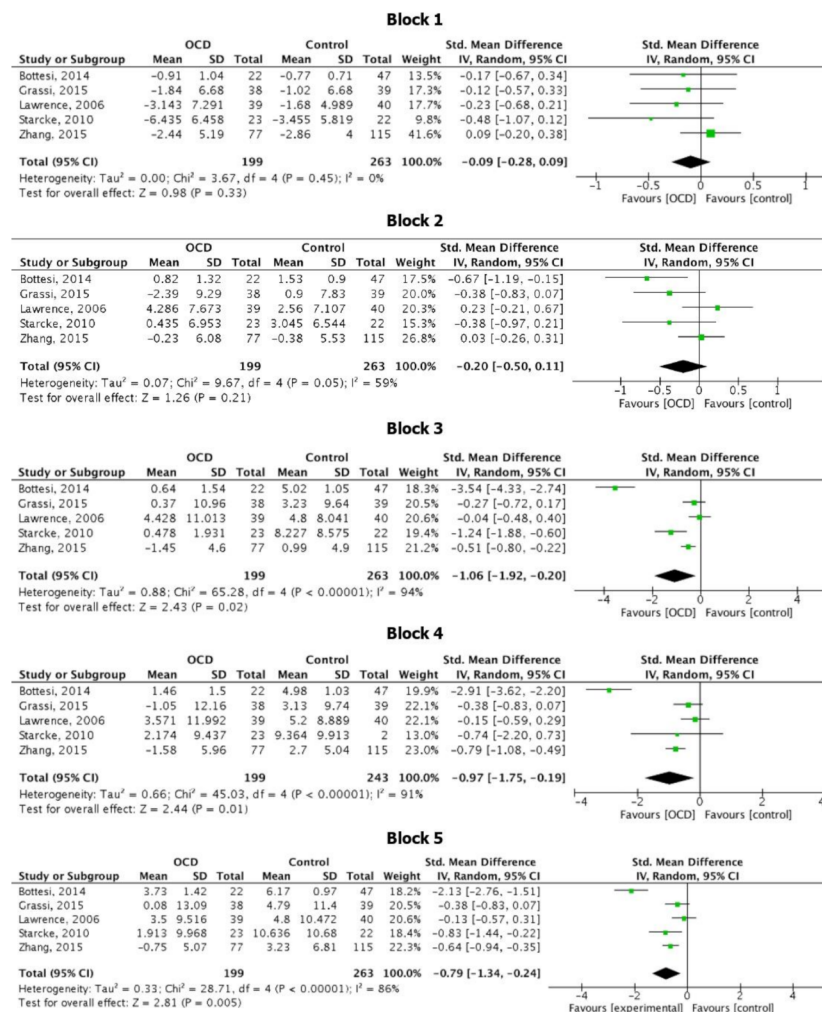 Block 1
OCD Control Std. Mean Difference Std. Mean Difference
Study or Subgroup Mean SD Total Mean SD Total Weight IV, Random, 95% CI IV, Random, 95% CI
Bottesi, 2014 -0.91 1.04 22 -0.77 0.71 47 13.5% -0.17 [-0.67, 0.34]
Grassi, 2015 -1.84 6.68 38 -1.02 6.68 39 17.3% -0.12 [-0.57, 0.33]
Lawrence, 2006 -3.143 7.291 39 -1.68 4.989 40 17.7% -0.23 [-0.68, 0.21]
Starcke, 2010 -6.435 6.458 23 -3.455 5.819 22 9.8% -0.48 [-1.07, 0.12]
Zhang, 2015 -2.44 5.19 77 -2.86 4 115 41.6% 0.09 [-0.20, 0.38]
Total (95% CI) 199 263 100.0% -0.09 [-0.28, 0.09]
Heterogeneity: Tau² = 0.00; Chi² = 3.67, df = 4 (P = 0.45); I² = 0%
Test for overall effect: Z = 0.98 (P = 0.33)
-1 -0.5 0 0.5 1
Favours [OCD] Favours [control]
Block 2
OCD Control Std. Mean Difference Std. Mean Difference
Study or Subgroup Mean SD Total Mean SD Total Weight IV, Random, 95% CI IV, Random, 95% CI
Bottesi, 2014 0.82 1.32 22 1.53 0.9 47 17.5% -0.67 [-1.19, -0.15]
Grassi, 2015 -2.39 9.29 38 0.9 7.83 39 20.0% -0.38 [-0.83, 0.07]
Lawrence, 2006 4.286 7.673 39 2.56 7.107 40 20.3% 0.23 [-0.21, 0.67]
Starcke, 2010 0.435 6.953 23 3.045 6.544 22 15.3% -0.38 [-0.97, 0.21]
Zhang, 2015 -0.23 6.08 77 -0.38 5.53 115 26.8% 0.03 [-0.26, 0.31]
Total (95% CI) 199 263 100.0% -0.20 [-0.50, 0.11]
Heterogeneity: Tau² = 0.07; Chi² = 9.67, df = 4 (P = 0.05); I² = 59%
Test for overall effect: Z = 1.26 (P = 0.21)
-1 -0.5 0 0.5 1
Favours [OCD] Favours [control]
Block 3
OCD Control Std. Mean Difference Std. Mean Difference
Study or Subgroup Mean SD Total Mean SD Total Weight IV, Random, 95% CI IV, Random, 95% CI
Bottesi, 2014 0.64 1.54 22 5.02 1.05 47 18.3% -3.54 [-4.33, -2.74]
Grassi, 2015 0.37 10.96 38 3.23 9.64 39 20.5% -0.27 [-0.72, 0.17]
Lawrence, 2006 4.428 11.013 39 4.8 8.041 40 20.6% -0.04 [-0.48, 0.40]
Starcke, 2010 0.478 1.931 23 8.227 8.575 22 19.4% -1.24 [-1.88, -0.60]
Zhang, 2015 -1.45 4.6 77 0.99 4.9 115 21.2% -0.51 [-0.80, -0.22]
Total (95% CI) 199 263 100.0% -1.06 [-1.92, -0.20]
Heterogeneity: Tau² = 0.88; Chi² = 65.28, df = 4 (P < 0.00001); I² = 94%
Test for overall effect: Z = 2.43 (P = 0.02)
-4 -2 0 2 4
Favours [OCD] Favours [control]
Block 4
OCD Control Std. Mean Difference Std. Mean Difference
Study or Subgroup Mean SD Total Mean SD Total Weight IV, Random, 95% CI IV, Random, 95% CI
Bottesi, 2014 1.46 1.5 22 4.98 1.03 47 19.9% -2.91 [-3.62, -2.20]
Grassi, 2015 -1.05 12.16 38 3.13 9.74 39 22.1% -0.38 [-0.83, 0.07]
Lawrence, 2006 3.571 11.992 39 5.2 8.889 40 22.1% -0.15 [-0.59, 0.29]
Starcke, 2010 2.174 9.437 23 9.364 9.913 2 13.0% -0.74 [-2.20, 0.73]
Zhang, 2015 -1.58 5.96 77 2.7 5.04 115 23.0% -0.79 [-1.08, -0.49]
Total (95% CI) 199 243 100.0% -0.97 [-1.75, -0.19]
Heterogeneity: Tau² = 0.66; Chi² = 45.03, df = 4 (P < 0.00001); I² = 91%
Test for overall effect: Z = 2.44 (P = 0.01)
-4 -2 0 2 4
Favours [OCD] Favours [control]
Block 5
OCD Control Std. Mean Difference Std. Mean Difference
Study or Subgroup Mean SD Total Mean SD Total Weight IV, Random, 95% CI IV, Random, 95% CI
Bottesi, 2014 3.73 1.42 22 6.17 0.97 47 18.2% -2.13 [-2.76, -1.51]
Grassi, 2015 0.08 13.09 38 4.79 11.4 39 20.5% -0.38 [-0.83, 0.07]
Lawrence, 2006 3.5 9.516 39 4.8 10.472 40 20.6% -0.13 [-0.57, 0.31]
Starcke, 2010 1.913 9.968 23 10.636 10.68 22 18.4% -0.83 [-1.44, -0.22]
Zhang, 2015 -0.75 5.07 77 3.23 6.81 115 22.3% -0.64 [-0.94, -0.35]
Total (95% CI) 199 263 100.0% -0.79 [-1.34, -0.24]
Heterogeneity: Tau² = 0.33; Chi² = 28.71, df = 4 (P < 0.00001); I² = 86%
Test for overall effect: Z = 2.81 (P = 0.005)
-4 -2 0 2 4
Favours [experimental] Favours [control]